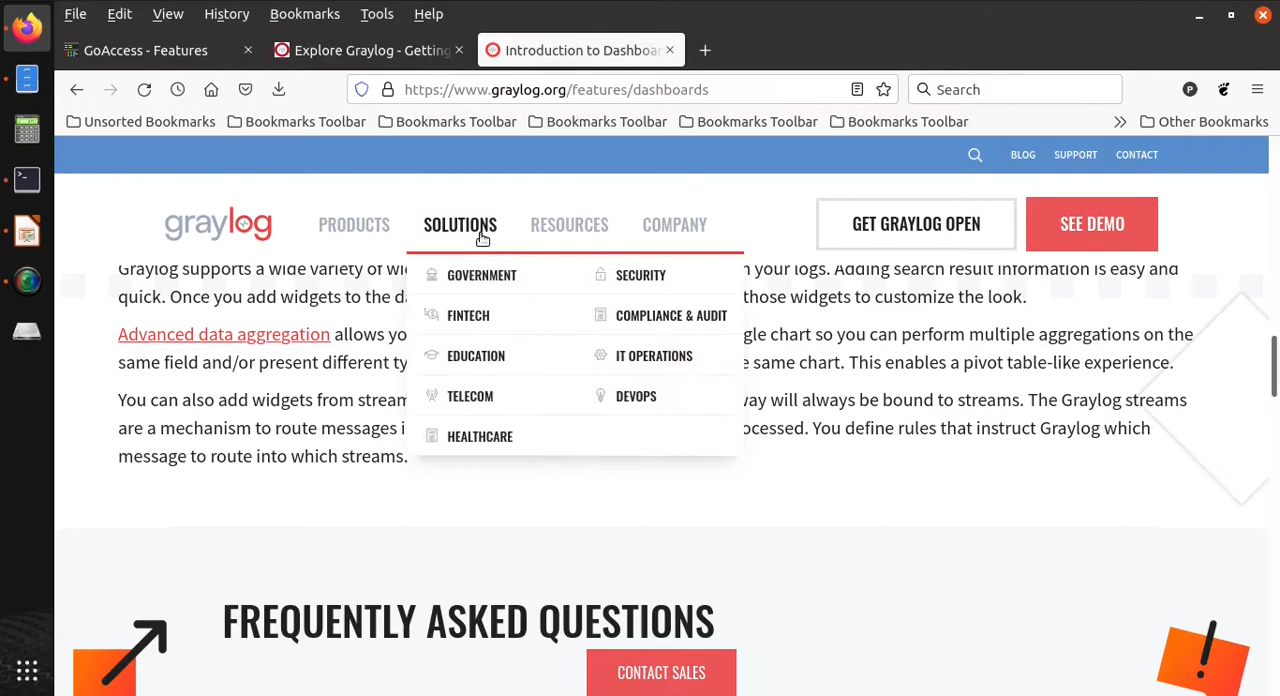 File Edit View History Bookmarks Tools Help
GoAccess - Features
Explore Graylog - Getting
Introduction to Dashboar
https://www.graylog.org/features/dashboards
Search
Unsorted Bookmarks Bookmarks Toolbar Bookmarks Toolbar Bookmarks Toolbar Bookmarks Toolbar Bookmarks Toolbar Other Bookmarks
BLOG SUPPORT CONTACT
graylog PRODUCTS SOLUTIONS RESOURCES COMPANY GET GRAYLOG OPEN SEE DEMO
GOVERNMENT SECURITY
FINTECH COMPLIANCE & AUDIT
EDUCATION IT OPERATIONS
TELECOM DEVOPS
HEALTHCARE
Graylog supports a wide variety of wi your logs. Adding search result information is easy and
quick. Once you add widgets to the da those widgets to customize the look.
Advanced data aggregation allows yo gle chart so you can perform multiple aggregations on the
same field and/or present different ty e same chart. This enables a pivot table-like experience.
You can also add widgets from stream way will always be bound to streams. The Graylog streams
are a mechanism to route messages i ocessed. You define rules that instruct Graylog which
message to route into which streams.
FREQUENTLY ASKED QUESTIONS
CONTACT SALES